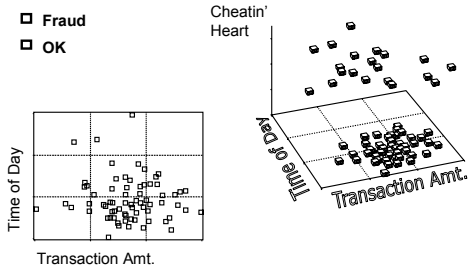 Fraud
OK
Cheatin’
Heart
Time of Day
Transaction Amt.
Time of Day
Transaction Amt.